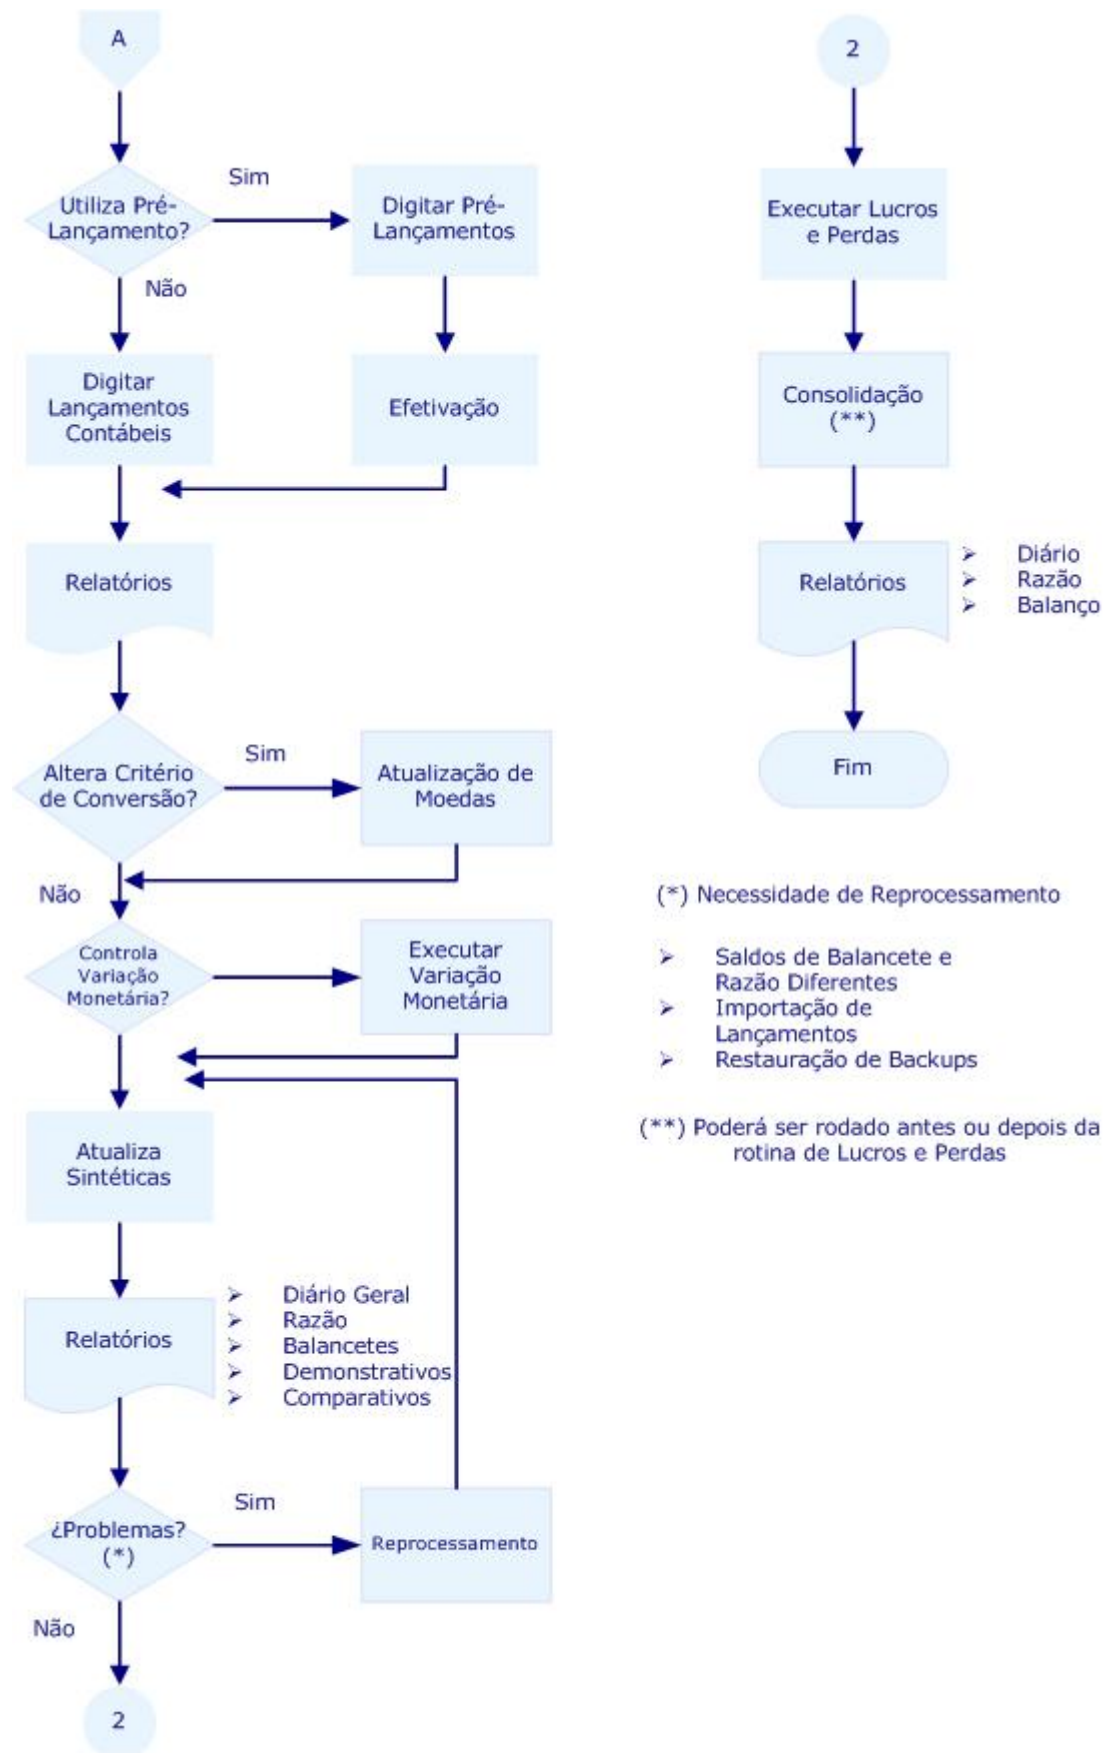 A
Sim
Utiliza Pré-
Lançamento?
Digitar Pré-
Lançamentos
Não
Digitar
Lançamentos
Contábeis
Efetivação
Relatórios
Altera Critério
de Conversão?
Sim
Atualização de
Moedas
Não
Controla
Variação
Monetária?
Executar
Variação
Monetária
Atualiza
Sintéticas
Relatórios
➢ Diário Geral
➢ Razão
➢ Balancetes
➢ Demonstrativos
➢ Comparativos
¿Problemas?
(*)
Sim
Reprocessamento
Não
2
2
Executar Lucros
e Perdas
Consolidação
(**)
Relatórios
➢ Diário
➢ Razão
➢ Balanço
Fim
(*) Necessidade de Reprocessamento
➢ Saldos de Balancete e
Razão Diferentes
➢ Importação de
Lançamentos
➢ Restauração de Backups
(**) Poderá ser rodado antes ou depois da
rotina de Lucros e Perdas